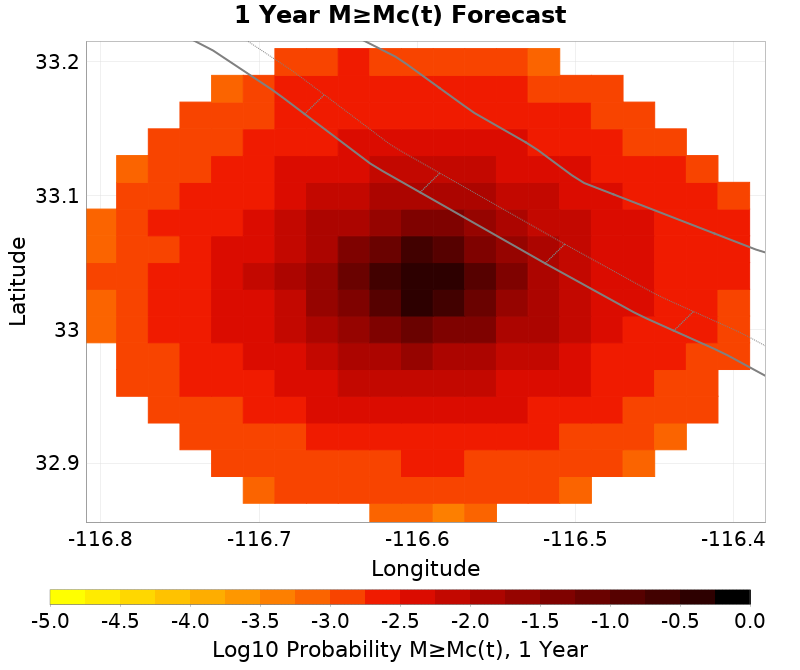 1 Year M≥Mc(t) Forecast
33.2
33.1
33
32.9
Latitude
-116.8 -116.7 -116.6 -116.5 -116.4
Longitude
-5.0 -4.5 -4.0 -3.5 -3.0 -2.5 -2.0 -1.5 -1.0 -0.5 0.0
Log10 Probability M≥Mc(t), 1 Year